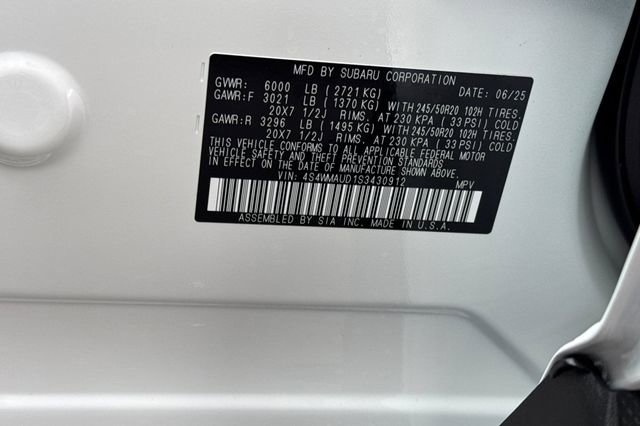 MFD BY SUBARU CORPORATION
GVWR: 6000 LB (2721 KG) DATE: 06/25
GAWR:F 3021 LB (1370 KG) WITH 245/50R20 102H TIRES.
20X7 1/2J RIMS. AT 230 KPA (33 PSI) COLD
GAWR:R 3296 LB (1495 KG) WITH 245/50R20 102H TIRES.
20X7 1/2J RIMS. AT 230 KPA (33 PSI) COLD
THIS VEHICLE CONFORMS TO ALL APPLICABLE FEDERAL MOTOR
VEHICLE SAFETY AND THEFT PREVENTION STANDARDS
IN EFFECT ON THE DATE OF MANUFACTURE SHOWN ABOVE.
VIN: 4S4WMAUD1S3430912 MPV
ASSEMBLED BY SIA INC. MADE IN U.S.A.